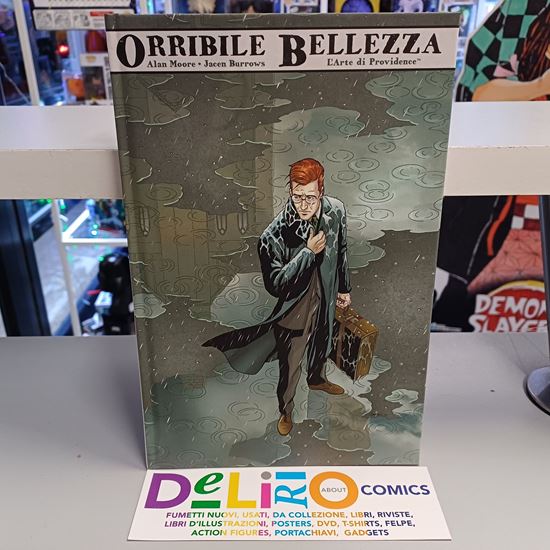 ORRIBILE BELLEZZA
Alan Moore • Jacen Burrows L'Arte di Providence™
DEMON
SLAYER
DeLiRiO ABOUT COMICS
FUMETTI NUOVI, USATI, DA COLLEZIONE, LIBRI, RIVISTE,
LIBRI D'ILLUSTRAZIONI, POSTERS, DVD, T-SHIRTS, FELPE,
ACTION FIGURES, PORTACHIAVI, GADGETS